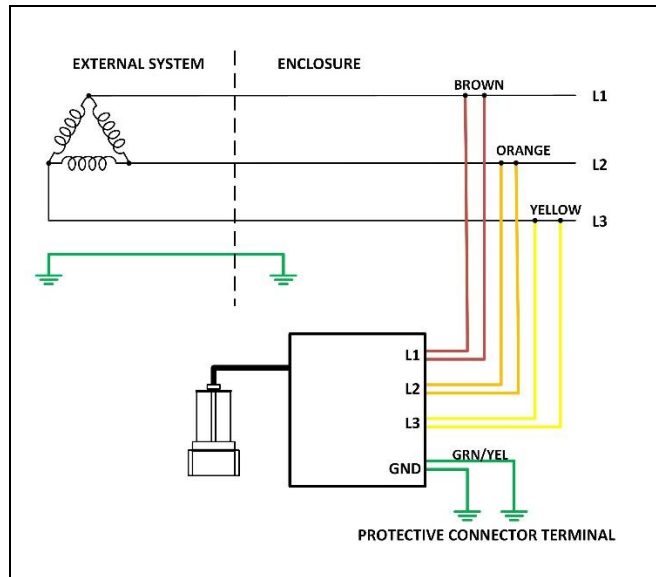 EXTERNAL SYSTEM
ENCLOSURE
BROWN
L1
ORANGE
L2
YELLOW
L3
L1
L2
L3
GRN/YEL
GND
PROTECTIVE CONNECTOR TERMINAL